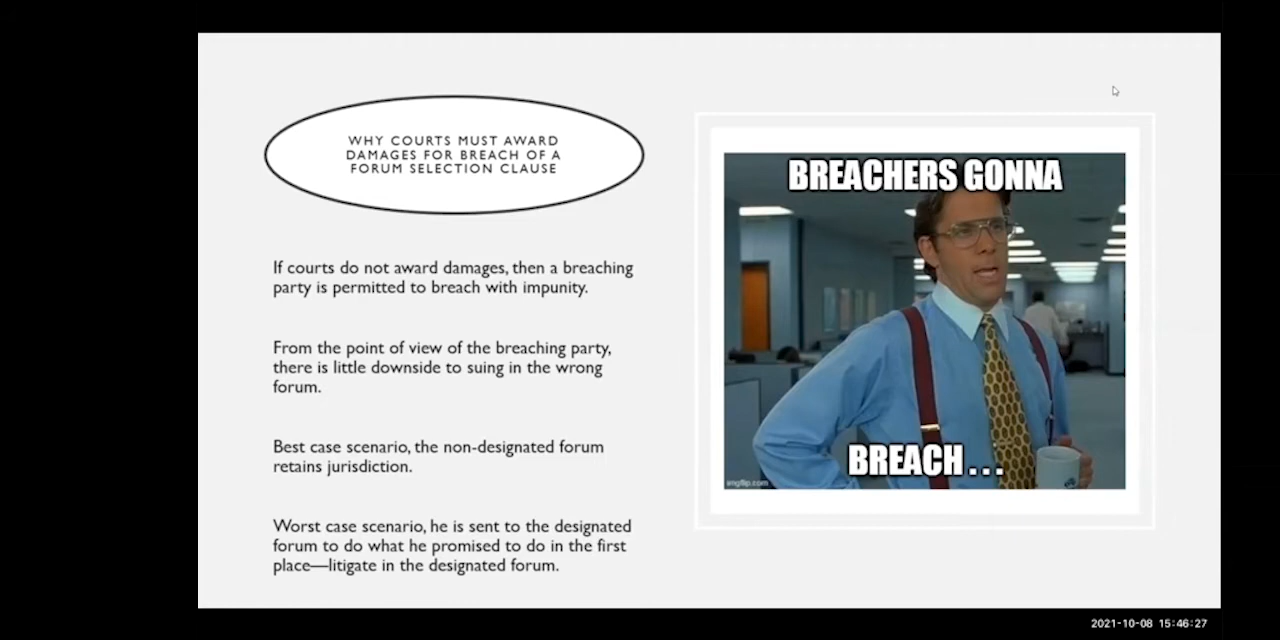 WHY COURTS MUST AWARD
DAMAGES FOR BREACH OF A
FORUM SELECTION CLAUSE
If courts do not award damages, then a breaching
party is permitted to breach with impunity.
From the point of view of the breaching party,
there is little downside to suing in the wrong
forum.
Best case scenario, the non-designated forum
retains jurisdiction.
Worst case scenario, he is sent to the designated
forum to do what he promised to do in the first
place—litigate in the designated forum.
BREACHERS GONNA
BREACH . . .
imgflip.com
2021-10-08 15:46:27